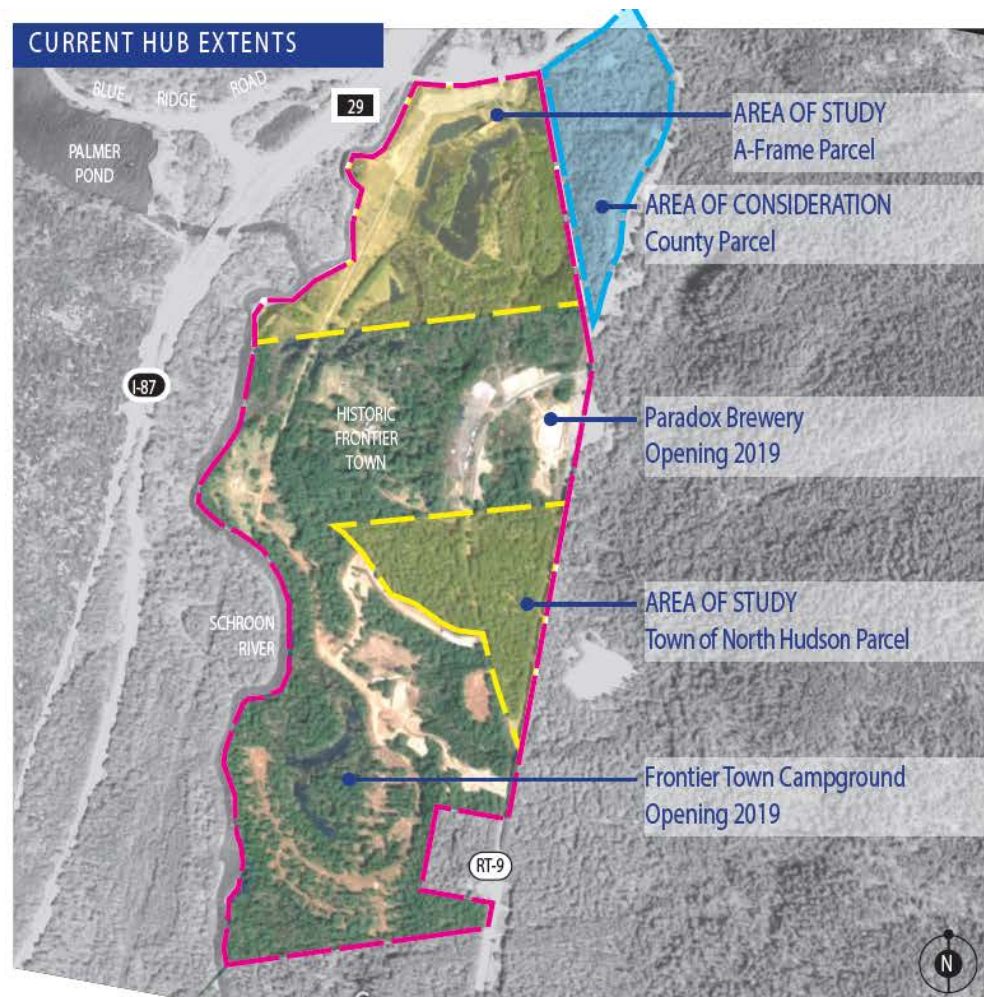 CURRENT HUB EXTENTS
BLUE RIDGE ROAD
29
PALMER
POND
AREA OF STUDY
A-Frame Parcel
AREA OF CONSIDERATION
County Parcel
I-87
HISTORIC
FRONTIER
TOWN
Paradox Brewery
Opening 2019
AREA OF STUDY
Town of North Hudson Parcel
SCHROON
RIVER
Frontier Town Campground
Opening 2019
RT-9
N